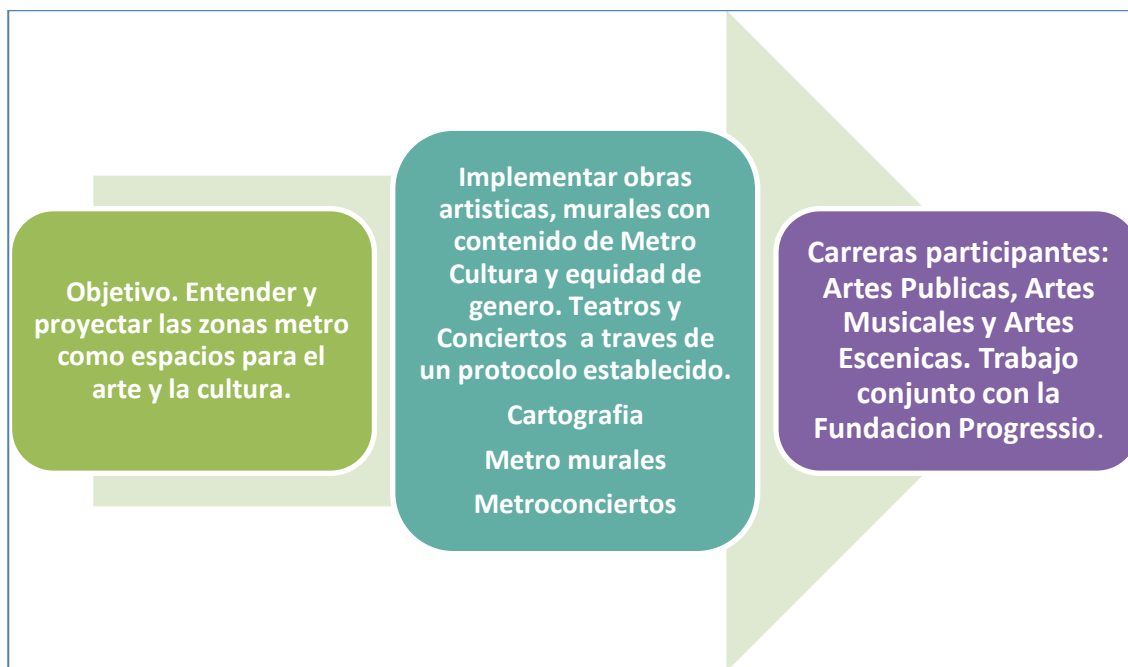 Objetivo. Entender y
proyectar las zonas metro
como espacios para el
arte y la cultura.
Implementar obras
artisticas, murales con
contenido de Metro
Cultura y equidad de
genero. Teatros y
Conciertos a traves de
un protocolo establecido.
Cartografia
Metro murales
Metroconciertos
Carreras participantes:
Artes Publicas, Artes
Musicales y Artes
Escenicas. Trabajo
conjunto con la
Fundacion Progressio.